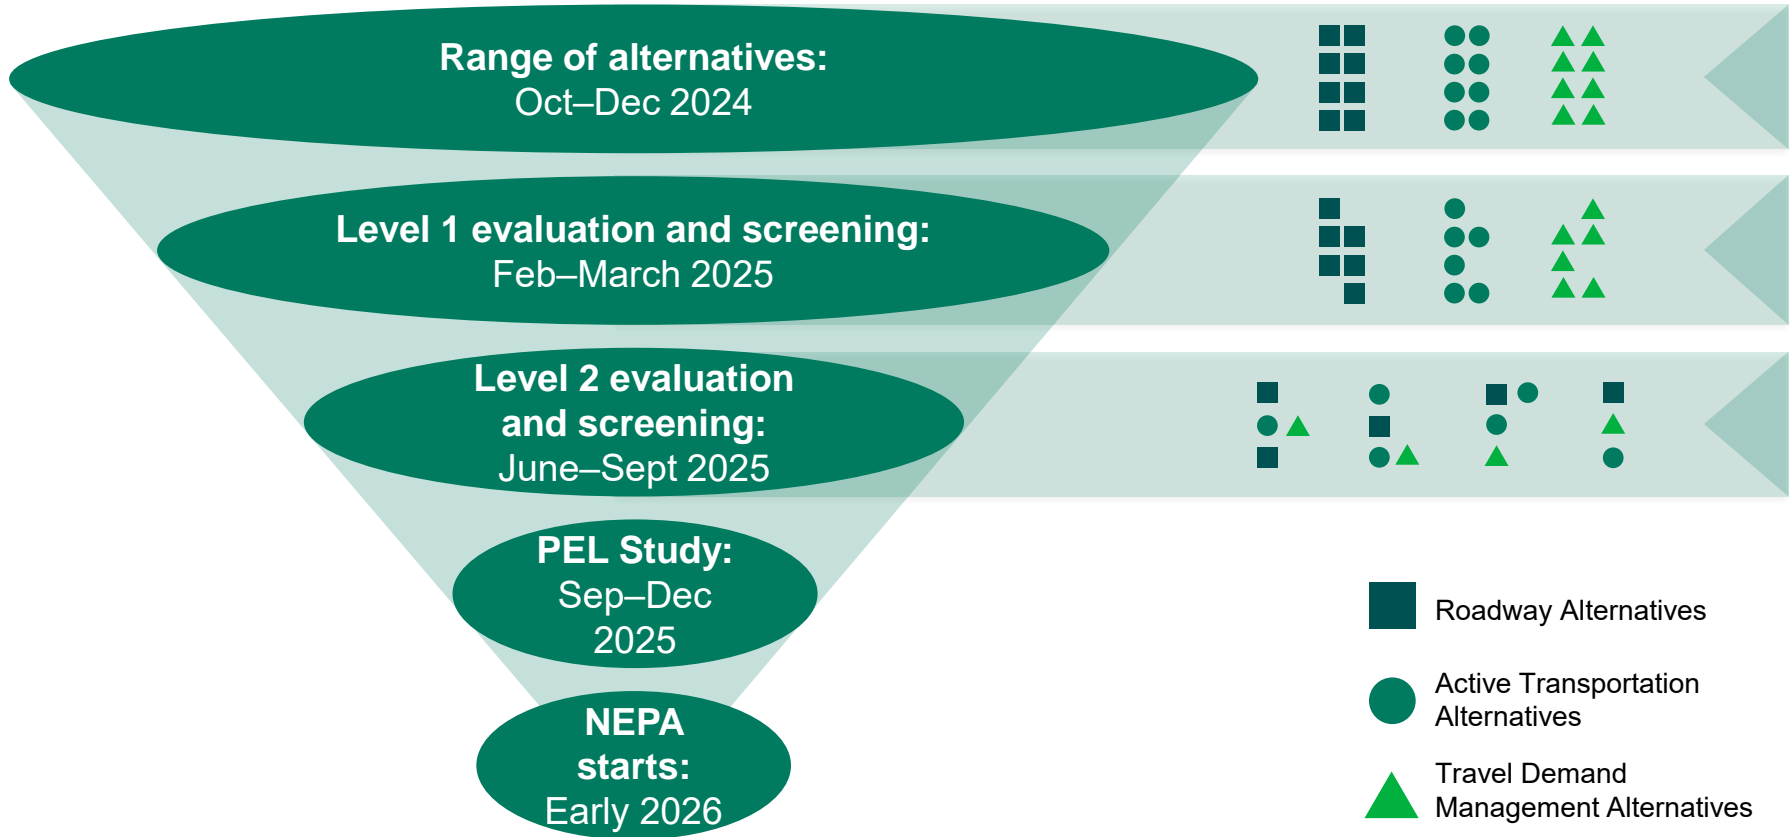 Range of alternatives:
Oct–Dec 2024
Level 1 evaluation and screening:
Feb–March 2025
Level 2 evaluation
and screening:
June–Sept 2025
PEL Study:
Sep–Dec
2025
NEPA
starts:
Early 2026
Roadway Alternatives
Active Transportation
Alternatives
Travel Demand
Management Alternatives